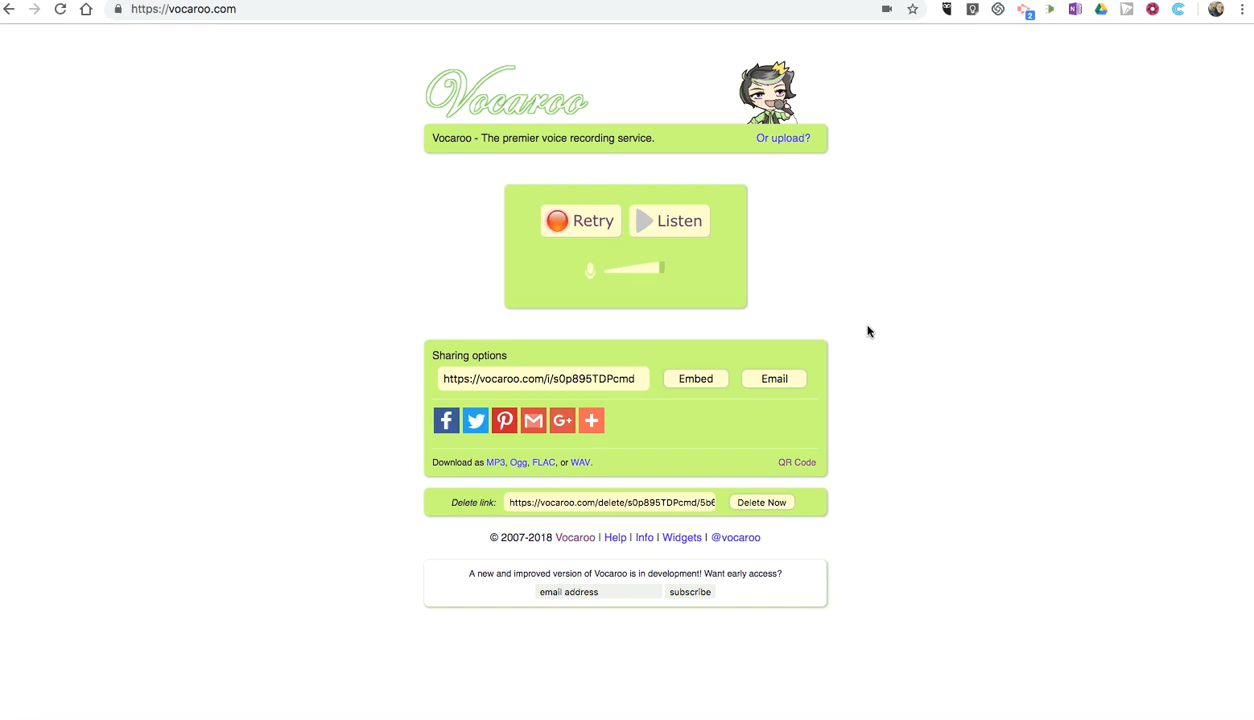 https://vocaroo.com
2
Vocaroo
Vocaroo - The premier voice recording service. Or upload?
Retry Listen
Sharing options
https://vocaroo.com/i/s0p895TDPcmd Embed Email
G+
Download as MP3, Ogg, FLAC, or WAV. QR Code
Delete link: https://vocaroo.com/delete/s0p895TDPcmd/5b6 Delete Now
© 2007-2018 Vocaroo | Help | Info | Widgets | @vocaroo
A new and improved version of Vocaroo is in development! Want early access?
email address subscribe